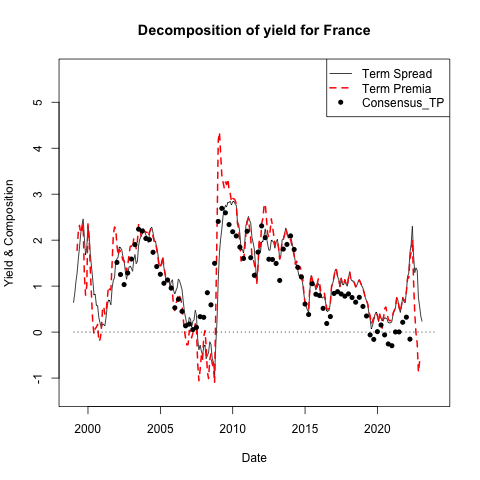 Decomposition of yield for France
Term Spread
Term Premia
Consensus_TP
Yield & Composition
5
4
3
2
1
0
-1
2000 2005 2010 2015 2020
Date